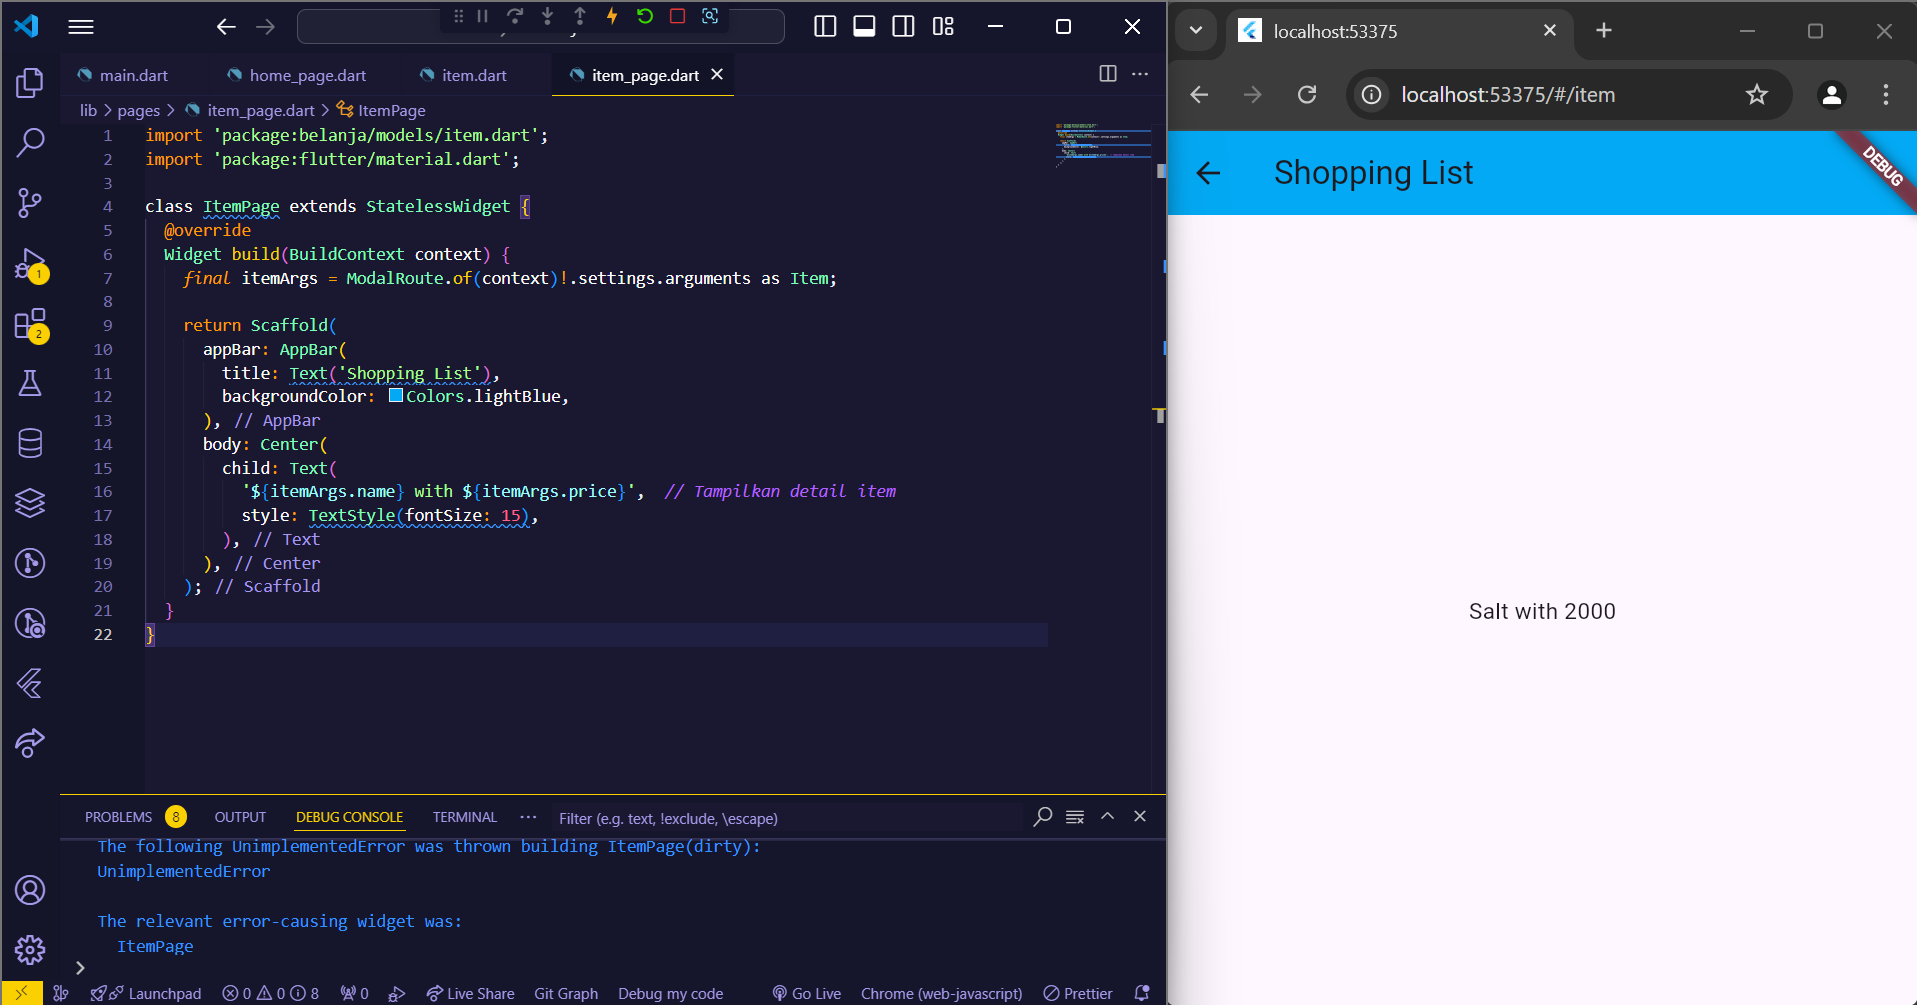 main.dart
home_page.dart
item.dart
item_page.dart
lib > pages > item_page.dart > ItemPage
1 import 'package:belanja/models/item.dart';
2 import 'package:flutter/material.dart';
3
4 class ItemPage extends StatelessWidget {
5 @override
6 Widget build(BuildContext context) {
7 final itemArgs = ModalRoute.of(context)!.settings.arguments as Item;
8
9 return Scaffold(
10 appBar: AppBar(
11 title: Text('Shopping List'),
12 backgroundColor: Colors.lightBlue,
13 ), // AppBar
14 body: Center(
15 child: Text(
16 '${itemArgs.name} with ${itemArgs.price}', // Tampilkan detail item
17 style: TextStyle(fontSize: 15),
18 ), // Text
19 ), // Center
20 ); // Scaffold
21 }
22 }
1
2
PROBLEMS 8 OUTPUT DEBUG CONSOLE TERMINAL ··· Filter (e.g. text, !exclude, \escape)
The following UnimplementedError was thrown building ItemPage(dirty):
UnimplementedError
The relevant error-causing widget was:
ItemPage
>
Launchpad 0 0 8 0 Live Share Git Graph Debug my code Go Live Chrome (web-javascript) Prettier
localhost:53375
localhost:53375/#/item
Shopping List
DEBUG
Salt with 2000